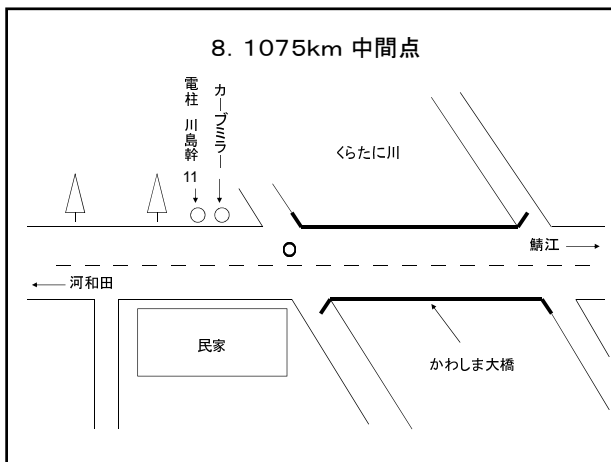 8. 1075km 中間点
電柱 川島幹 11
カーブミラー
くらたに川
鯖江
河和田
民家
かわしま大橋